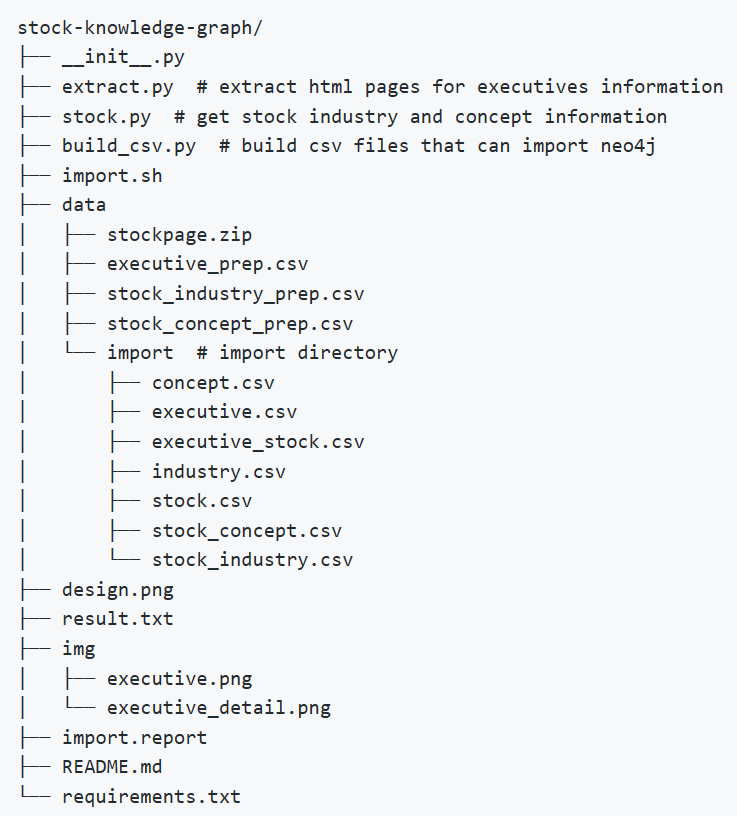 stock-knowledge-graph/
├── __init__.py
├── extract.py  # extract html pages for executives information
├── stock.py  # get stock industry and concept information
├── build_csv.py  # build csv files that can import neo4j
├── import.sh
├── data
│   ├── stockpage.zip
│   ├── executive_prep.csv
│   ├── stock_industry_prep.csv
│   ├── stock_concept_prep.csv
│   └── import  # import directory
│       ├── concept.csv
│       ├── executive.csv
│       ├── executive_stock.csv
│       ├── industry.csv
│       ├── stock.csv
│       ├── stock_concept.csv
│       └── stock_industry.csv
├── design.png
├── result.txt
├── img
│   ├── executive.png
│   └── executive_detail.png
├── import.report
├── README.md
└── requirements.txt